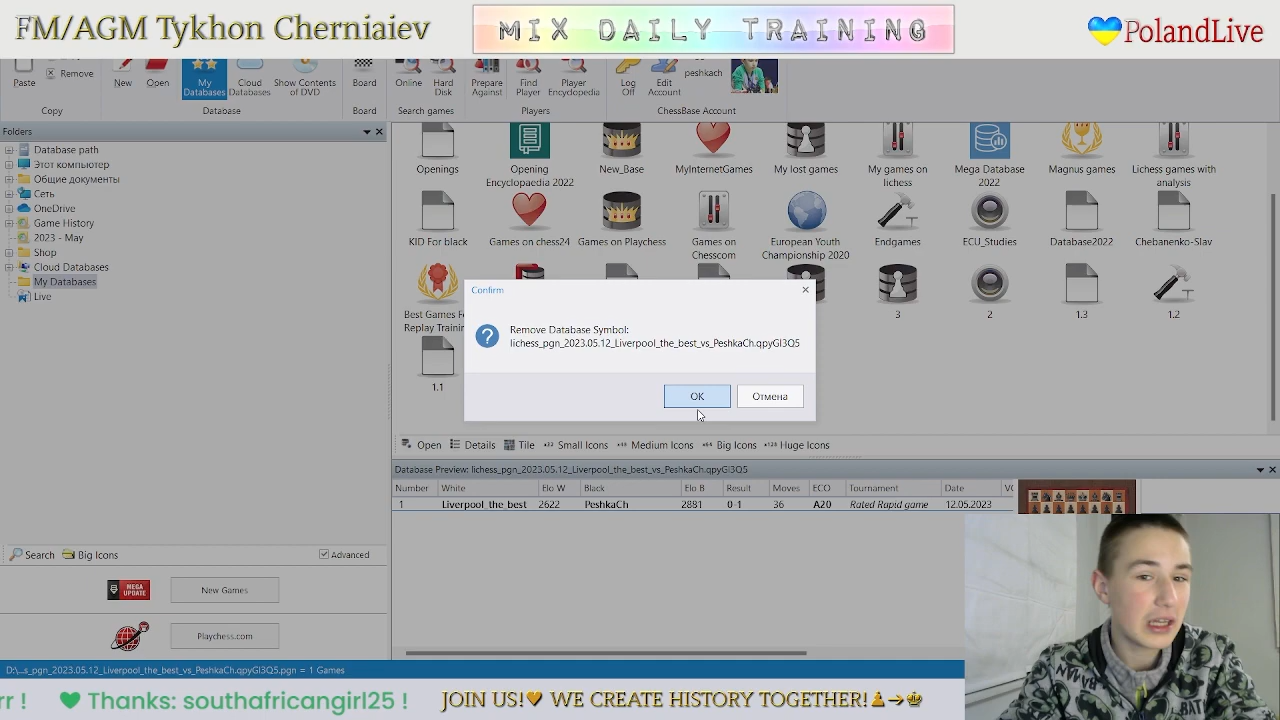 FM/AGM Tykhon Cherniaiev
MIX DAILY TRAINING
PolandLive
Paste
Remove
New
Open
My Databases
Cloud Databases
Show Contents of DVD
Board
Online
Hard Disk
Prepare Against
Find Player
Player Encyclopedia
Log Off
Edit Account
peshkach
Copy
Database
Board
Search games
Players
ChessBase Account
Folders
Database path
Этот компьютер
Общие документы
Сеть
OneDrive
Game History
2023 - May
Shop
Cloud Databases
My Databases
Live
Openings
Opening Encyclopaedia 2022
New_Base
MyInternetGames
My lost games
My games on lichess
Mega Database 2022
Magnus games
Lichess games with analysis
KID For black
Games on chess24
Games on Playchess
Games on Chesscom
European Youth Championship 2020
Endgames
ECU_Studies
Database2022
Chebanenko-Slav
Best Games
Replay
3
2
1.3
1.2
1.1
Confirm
Remove Database Symbol:
lichess_pgn_2023.05.12_Liverpool_the_best_vs_PeshkaCh.qpyGl3Q5
OK
Отмена
Open
Details
Tile
x32 Small Icons
x48 Medium Icons
x64 Big Icons
x128 Huge Icons
Database Preview: lichess_pgn_2023.05.12_Liverpool_the_best_vs_PeshkaCh.qpyGl3Q5
Number White Elo W Black Elo B Result Moves ECO Tournament Date
1 Liverpool_the_best 2622 PeshkaCh 2881 0-1 36 A20 Rated Rapid game 12.05.2023
Search
Big Icons
Advanced
MEGA UPDATE
New Games
Playchess.com
D:\...s_pgn_2023.05.12_Liverpool_the_best_vs_PeshkaCh.qpyGl3Q5.pgn = 1 Games
rr ! Thanks: southafricangirl25 !
JOIN US!♥ WE CREATE HISTORY TOGETHER!♟→♚